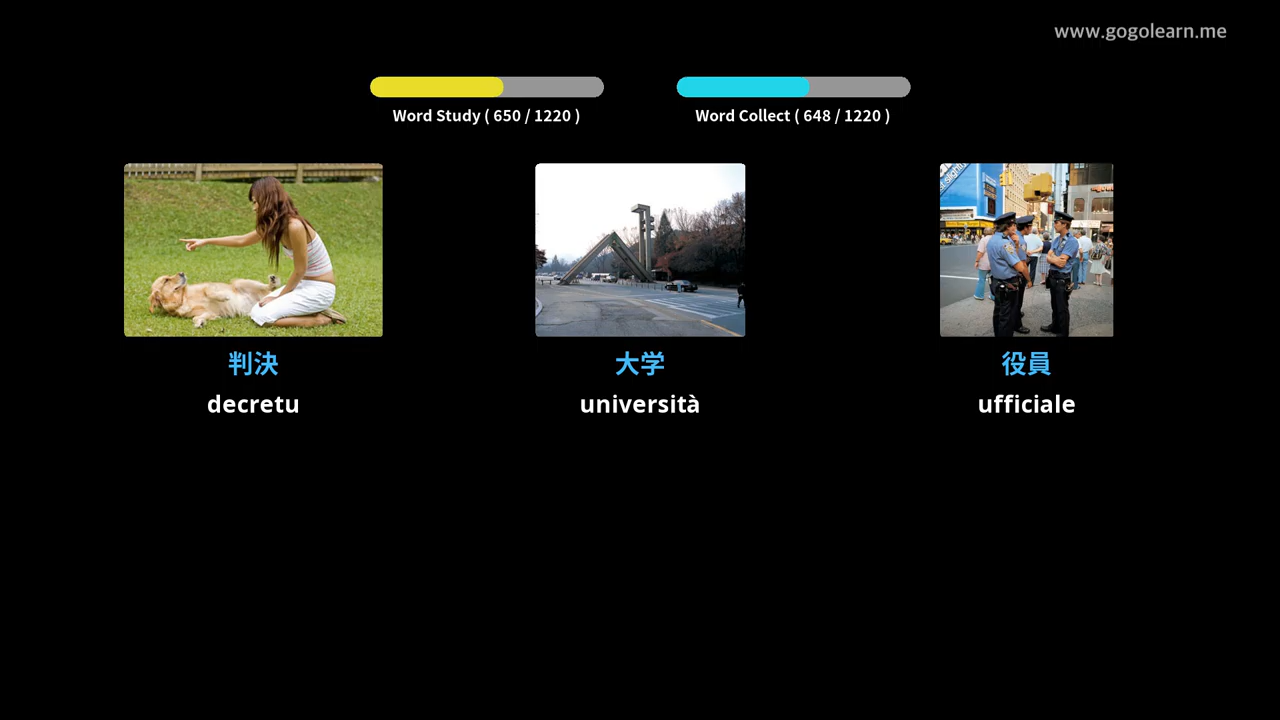 www.gogolearn.me
Word Study ( 650 / 1220 )
Word Collect ( 648 / 1220 )
判決
大学
役員
decretu
università
ufficiale